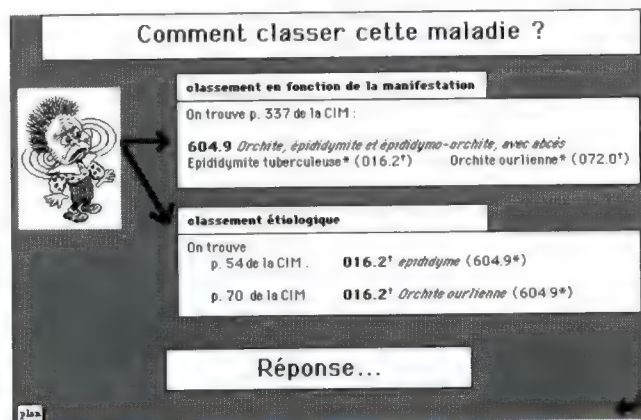 Comment classer cette maladie ?
classement en fonction de la manifestation
On trouve p. 337 de la CIM :
604.9 Orchite, épididymite et épididymo-orchite, avec abcés
Epididymite tuberculeuse* (016.2†) Orchite ourlienne* (072.0†)
classement étiologique
On trouve
p. 54 de la CIM . 016.2† epididyme (604.9*)
p. 70 de la CIM 016.2† Orchite ourlienne (604.9*)
Réponse...
plan